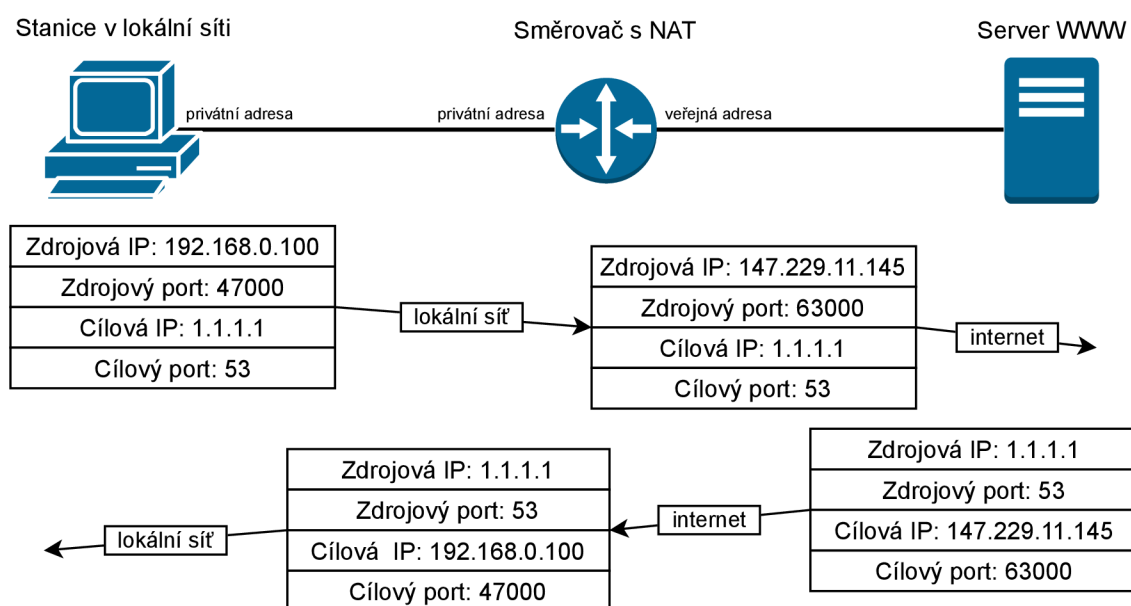 Stanice v lokální síti
Směrovač s NAT
Server WWW
privátní adresa
privátní adresa
veřejná adresa
Zdrojová IP: 192.168.0.100
Zdrojový port: 47000
Cílová IP: 1.1.1.1
Cílový port: 53
lokální síť
Zdrojová IP: 147.229.11.145
Zdrojový port: 63000
Cílová IP: 1.1.1.1
Cílový port: 53
internet
Zdrojová IP: 1.1.1.1
Zdrojový port: 53
Cílová IP: 147.229.11.145
Cílový port: 63000
internet
Zdrojová IP: 1.1.1.1
Zdrojový port: 53
Cílová IP: 192.168.0.100
Cílový port: 47000
lokální síť